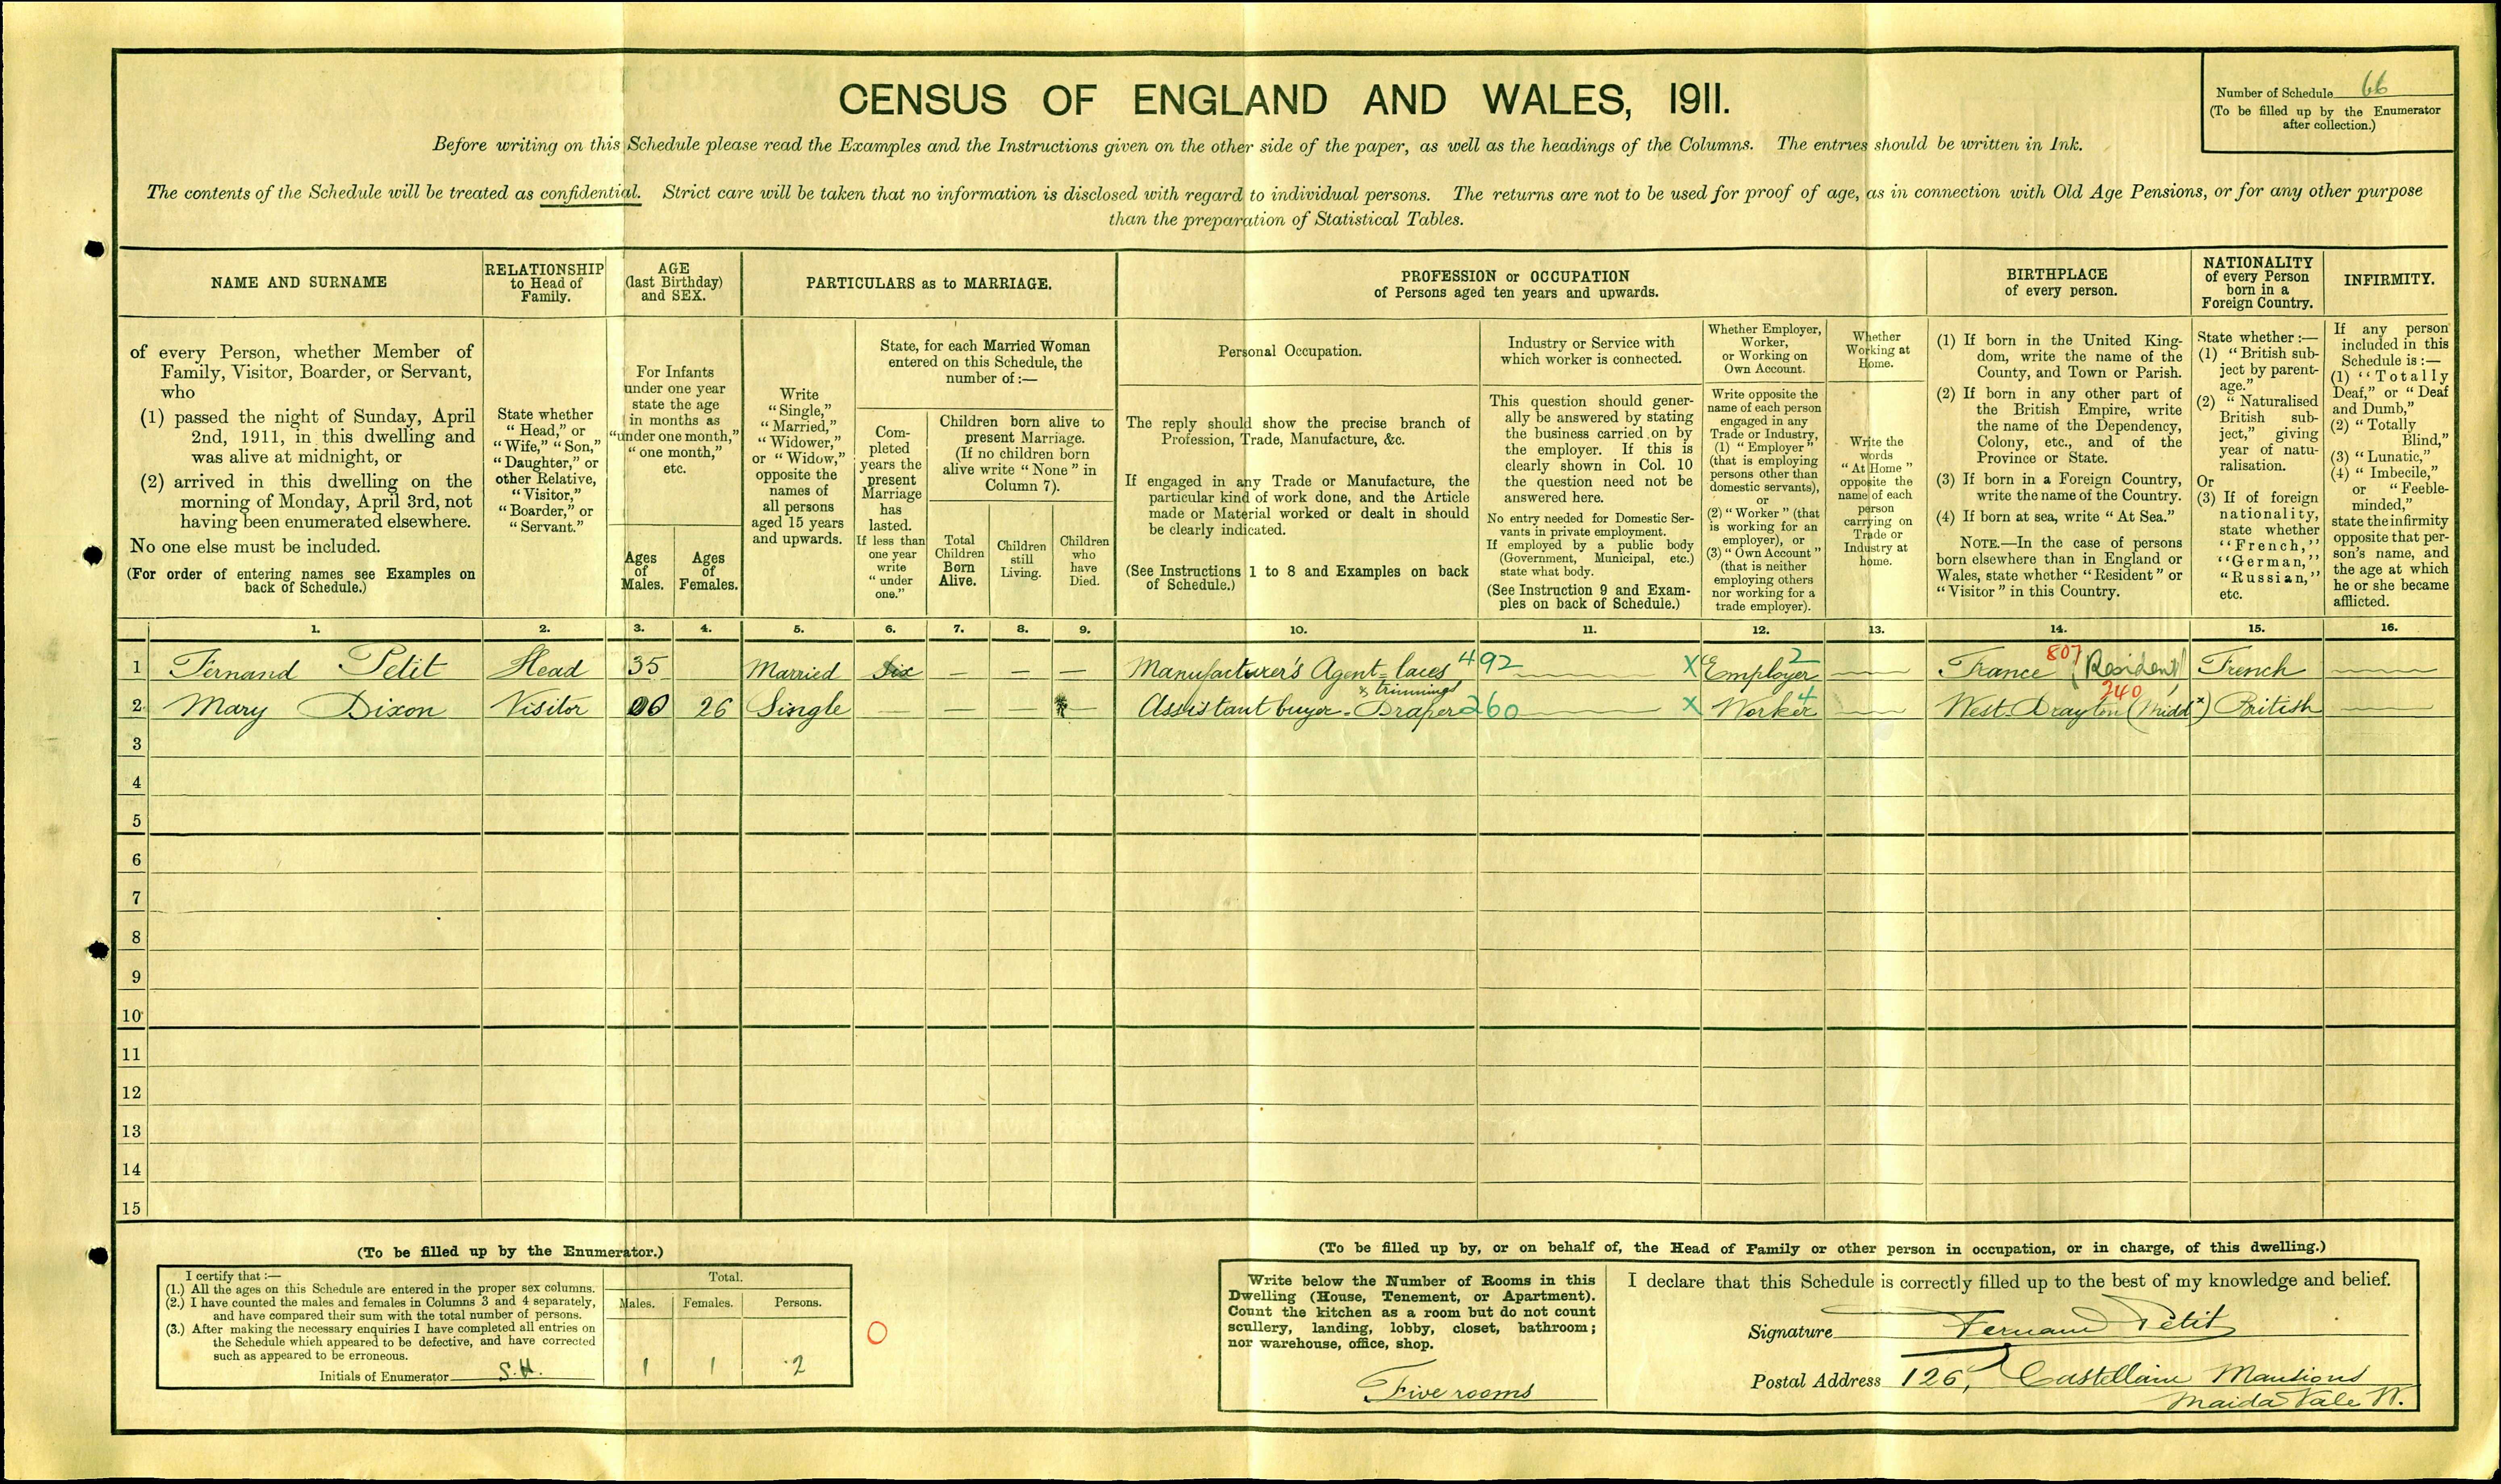 CENSUS OF ENGLAND AND WALES, 1911.
Number of Schedule 66
(To be filled up by the Enumerator
after collection.)
Before writing on this Schedule please read the Examples and the Instructions given on the other side of the paper, as well as the headings of the Columns. The entries should be written in Ink.
The contents of the Schedule will be treated as confidential. Strict care will be taken that no information is disclosed with regard to individual persons. The returns are not to be used for proof of age, as in connection with Old Age Pensions, or for any other purpose
than the preparation of Statistical Tables.
NAME AND SURNAME
of every Person, whether Member of
Family, Visitor, Boarder, or Servant,
who
(1) passed the night of Sunday, April
2nd, 1911, in this dwelling and
was alive at midnight, or
(2) arrived in this dwelling on the
morning of Monday, April 3rd, not
having been enumerated elsewhere.
No one else must be included.
(For order of entering names see Examples on
back of Schedule.)
RELATIONSHIP
to Head of
Family.
State whether
"Head," or
"Wife," "Son,"
"Daughter," or
other Relative,
"Visitor,"
"Boarder," or
"Servant."
AGE
(last Birthday)
and SEX.
For Infants
under one year
state the age
in months as
"under one month,"
"one month,"
etc.
Ages
of
Males.
Ages
of
Females.
PARTICULARS as to MARRIAGE.
Write
"Single,"
"Married,"
"Widower,"
or "Widow,"
opposite the
names of
all persons
aged 15 years
and upwards.
State, for each Married Woman
entered on this Schedule, the
number of:—
Com-
pleted
years the
present
Marriage
has
lasted.
If less than
one year
write
"under
one."
Children born alive to
present Marriage.
(If no children born
alive write "None" in
Column 7).
Total
Children
Born
Alive.
Children
still
Living.
Children
who
have
Died.
PROFESSION or OCCUPATION
of Persons aged ten years and upwards.
Personal Occupation.
The reply should show the precise branch of
Profession, Trade, Manufacture, &c.
If engaged in any Trade or Manufacture, the
particular kind of work done, and the Article
made or Material worked or dealt in should
be clearly indicated.
(See Instructions 1 to 8 and Examples on back
of Schedule.)
Industry or Service with
which worker is connected.
This question should gener-
ally be answered by stating
the business carried on by
the employer. If this is
clearly shown in Col. 10
the question need not be
answered here.
No entry needed for Domestic Ser-
vants in private employment.
If employed by a public body
(Government, Municipal, etc.)
state what body.
(See Instruction 9 and Exam-
ples on back of Schedule.)
Whether Employer,
Worker,
or Working on
Own Account.
Write opposite the
name of each person
engaged in any
Trade or Industry,
(1) "Employer"
(that is employing
persons other than
domestic servants),
or
(2) "Worker" (that
is working for an
employer), or
(3) "Own Account"
(that is neither
employing others
nor working for a
trade employer).
Whether
Working at
Home.
Write the
words
"At Home"
opposite the
name of each
person
carrying on
Trade or
Industry at
home.
BIRTHPLACE
of every person.
(1) If born in the United King-
dom, write the name of the
County, and Town or Parish.
(2) If born in any other part of
the British Empire, write
the name of the Dependency,
Colony, etc., and of the
Province or State.
(3) If born in a Foreign Country,
write the name of the Country.
(4) If born at sea, write "At Sea."
NOTE.—In the case of persons
born elsewhere than in England or
Wales, state whether "Resident" or
"Visitor" in this Country.
NATIONALITY
of every Person
born in a
Foreign Country.
State whether:—
(1) "British sub-
ject by parent-
age."
(2) "Naturalised
British sub-
ject," giving
year of natu-
ralisation.
Or
(3) If of foreign
nationality,
state whether
"French,"
"German,"
"Russian,"
etc.
INFIRMITY.
If any person
included in this
Schedule is:—
(1) "Totally
Deaf," or "Deaf
and Dumb,"
(2) "Totally
Blind,"
(3) "Lunatic,"
(4) "Imbecile,"
or "Feeble-
minded,"
state the infirmity
opposite that per-
son's name, and
the age at which
he or she became
afflicted.
1. 2. 3. 4. 5. 6. 7. 8. 9. 10. 11. 12. 13. 14. 15. 16.
1 Fernand Petit Head 35 Married Six — — — Manufacturer's Agent = laces 492 X Employer 2 — France 807 (Resident) French —
& trimmings
2 Mary Dixon Visitor 26 Single — — — — Assistant buyer - Draper 260 X Worker 4 — West Drayton (Middx) 240 British —
3
4
5
6
7
8
9
10
11
12
13
14
15
(To be filled up by the Enumerator.)
I certify that:—
(1.) All the ages on this Schedule are entered in the proper sex columns.
(2.) I have counted the males and females in Columns 3 and 4 separately,
and have compared their sum with the total number of persons.
(3.) After making the necessary enquiries I have completed all entries on
the Schedule which appeared to be defective, and have corrected
such as appeared to be erroneous.
Initials of Enumerator S.H.
Total.
Males. Females. Persons.
1 1 2
0
(To be filled up by, or on behalf of, the Head of Family or other person in occupation, or in charge, of this dwelling.)
Write below the Number of Rooms in this
Dwelling (House, Tenement, or Apartment).
Count the kitchen as a room but do not count
scullery, landing, lobby, closet, bathroom;
nor warehouse, office, shop.
Five rooms
I declare that this Schedule is correctly filled up to the best of my knowledge and belief.
Signature Fernand Petit
Postal Address 126, Castellain Mansions
Maida Vale W.